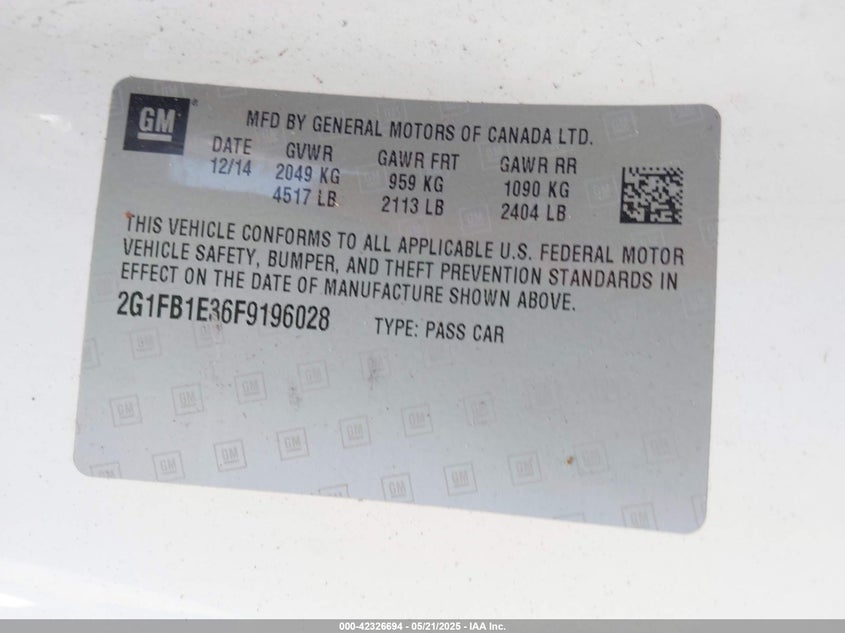 GM
MFD BY GENERAL MOTORS OF CANADA LTD.
DATE GVWR GAWR FRT GAWR RR
12/14 2049 KG 959 KG 1090 KG
4517 LB 2113 LB 2404 LB
THIS VEHICLE CONFORMS TO ALL APPLICABLE U.S. FEDERAL MOTOR
VEHICLE SAFETY, BUMPER, AND THEFT PREVENTION STANDARDS IN
EFFECT ON THE DATE OF MANUFACTURE SHOWN ABOVE.
2G1FB1E36F9196028 TYPE: PASS CAR
000-42326694 - 05/21/2025 - IAA Inc.